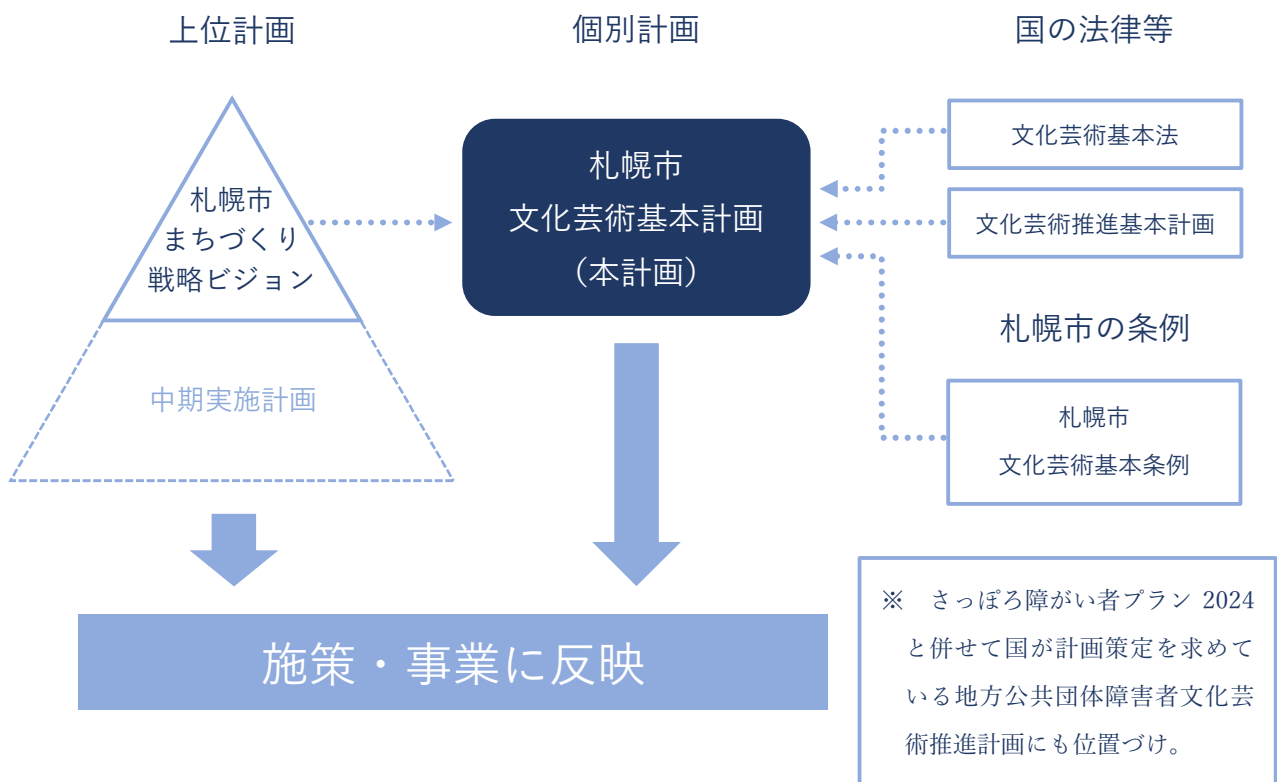 上位計画
個別計画
国の法律等
札幌市
まちづくり
戦略ビジョン
中期実施計画
札幌市
文化芸術基本計画
（本計画）
文化芸術基本法
文化芸術推進基本計画
札幌市の条例
札幌市
文化芸術基本条例
施策・事業に反映
※　さっぽろ障がい者プラン 2024
と併せて国が計画策定を求めて
いる地方公共団体障害者文化芸
術推進計画にも位置づけ。